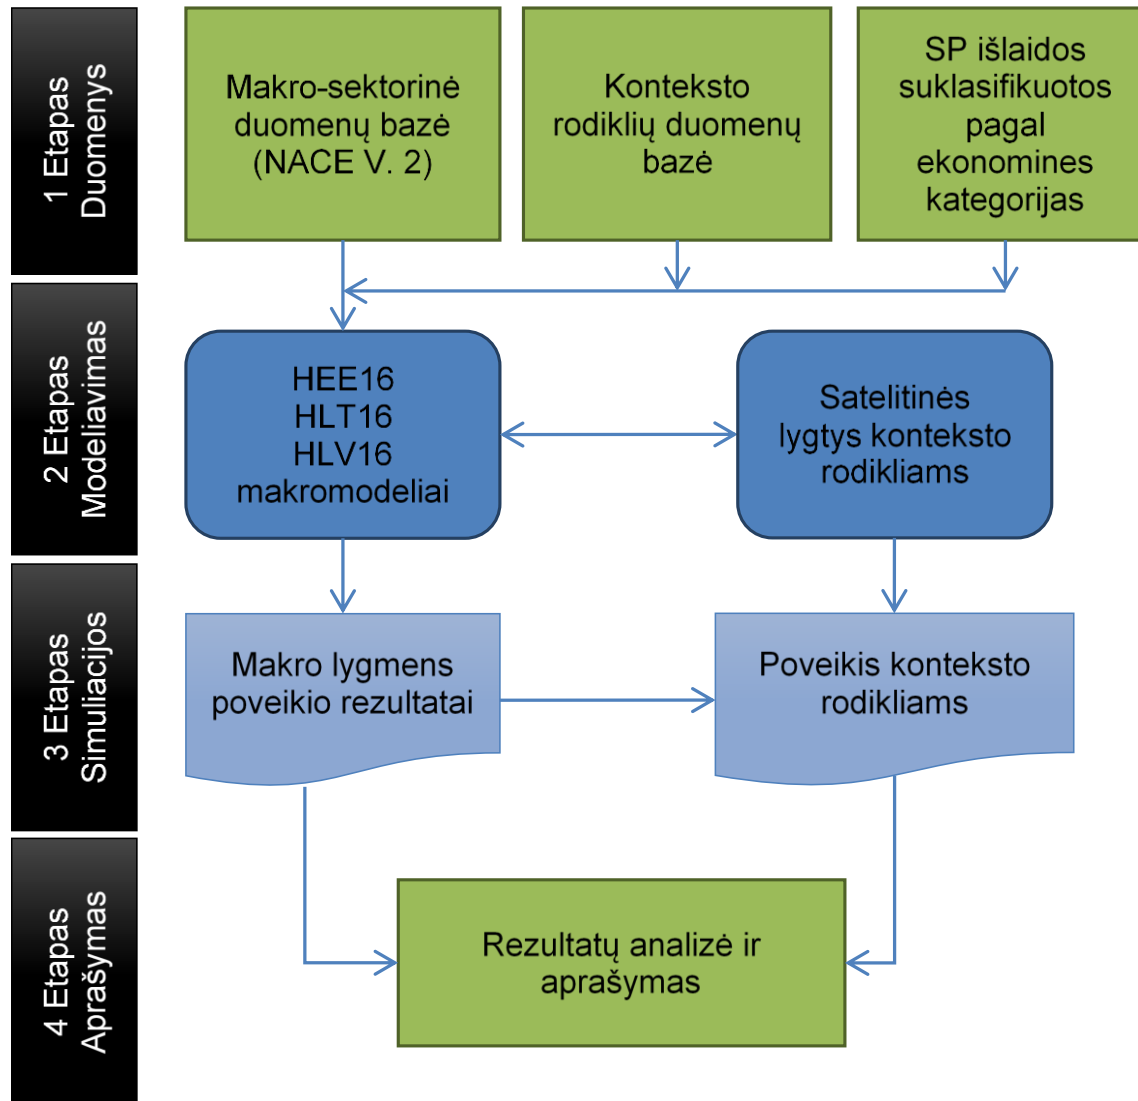 1 Etapas
Duomenys
Makro-sektorinė
duomenų bazė
(NACE V. 2)
Konteksto
rodiklių duomenų
bazė
SP išlaidos
suklasifikuotos
pagal
ekonomines
kategorijas
2 Etapas
Modeliavimas
HEE16
HLT16
HLV16
makromodeliai
Satelitinės
lygtys konteksto
rodikliams
3 Etapas
Simuliacijos
Makro lygmens
poveikio rezultatai
Poveikis konteksto
rodikliams
4 Etapas
Aprašymas
Rezultatų analizė ir
aprašymas